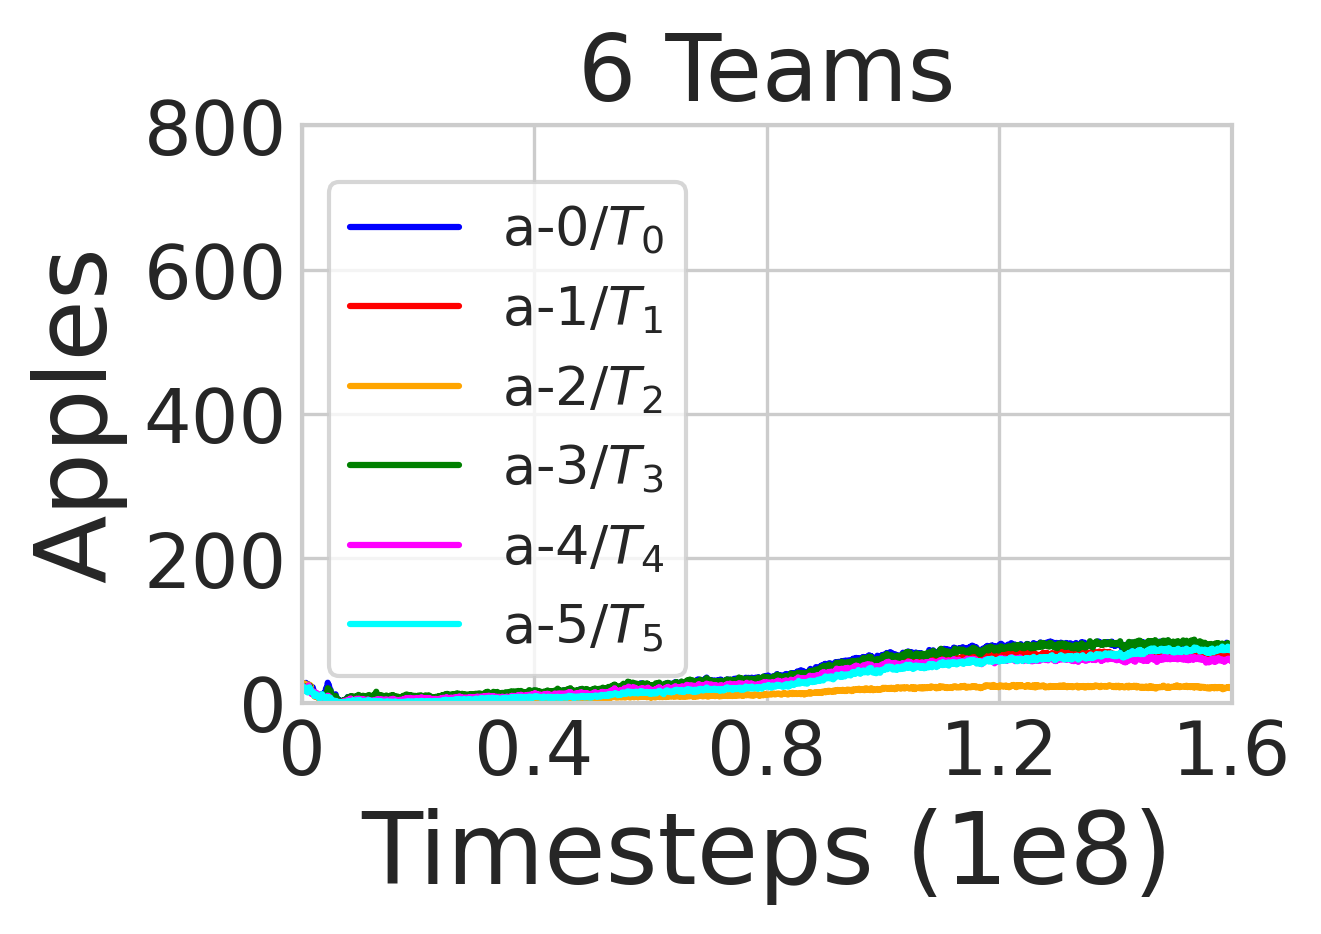 6 Teams
800
600
400
200
0
Apples
a-0/T₀
a-1/T₁
a-2/T₂
a-3/T₃
a-4/T₄
a-5/T₅
0 0.4 0.8 1.2 1.6
Timesteps (1e8)